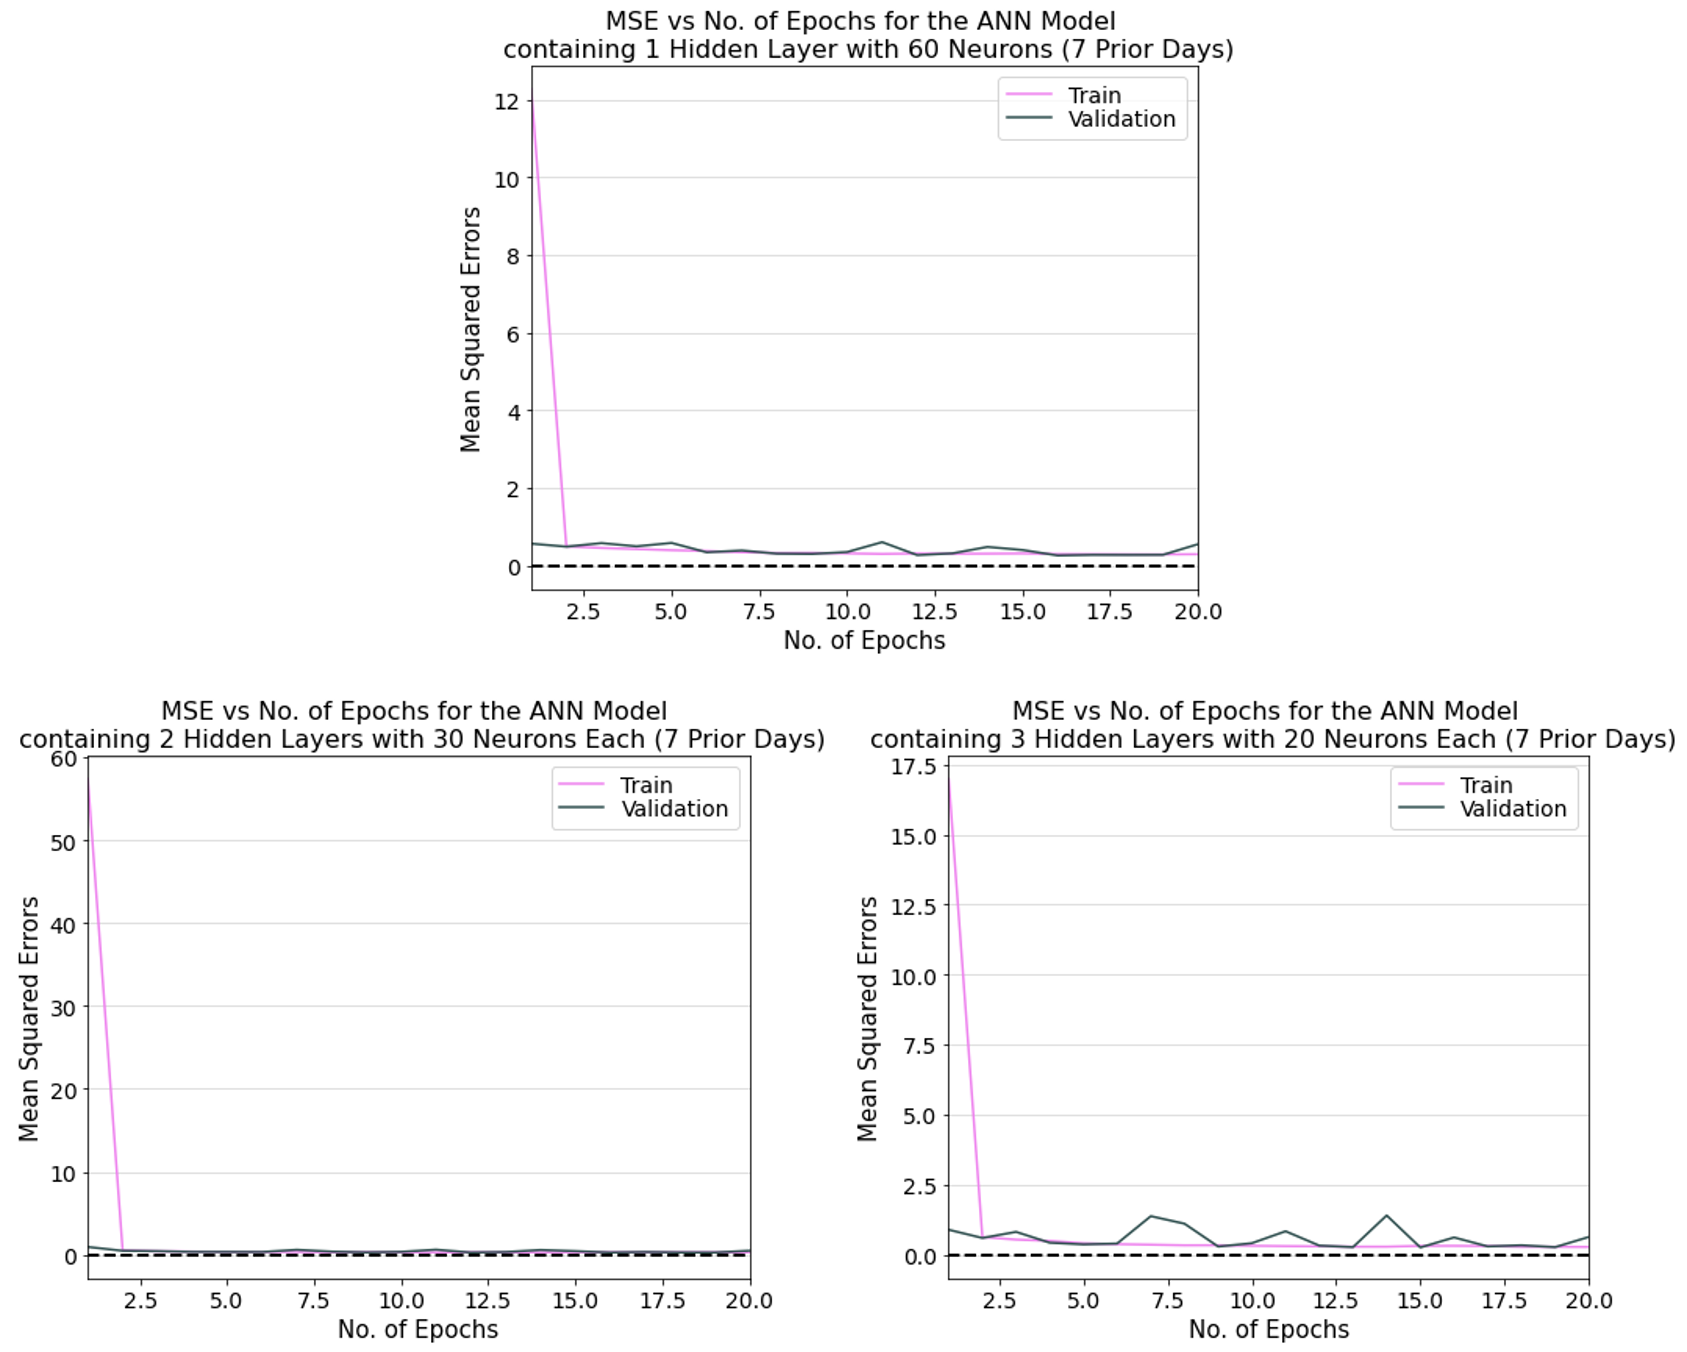 MSE vs No. of Epochs for the ANN Model
containing 1 Hidden Layer with 60 Neurons (7 Prior Days)
Train
Validation
12
10
8
6
4
2
0
Mean Squared Errors
2.5 5.0 7.5 10.0 12.5 15.0 17.5 20.0
No. of Epochs
MSE vs No. of Epochs for the ANN Model
containing 2 Hidden Layers with 30 Neurons Each (7 Prior Days)
Train
Validation
60
50
40
30
20
10
0
Mean Squared Errors
2.5 5.0 7.5 10.0 12.5 15.0 17.5 20.0
No. of Epochs
MSE vs No. of Epochs for the ANN Model
containing 3 Hidden Layers with 20 Neurons Each (7 Prior Days)
Train
Validation
17.5
15.0
12.5
10.0
7.5
5.0
2.5
0.0
Mean Squared Errors
2.5 5.0 7.5 10.0 12.5 15.0 17.5 20.0
No. of Epochs